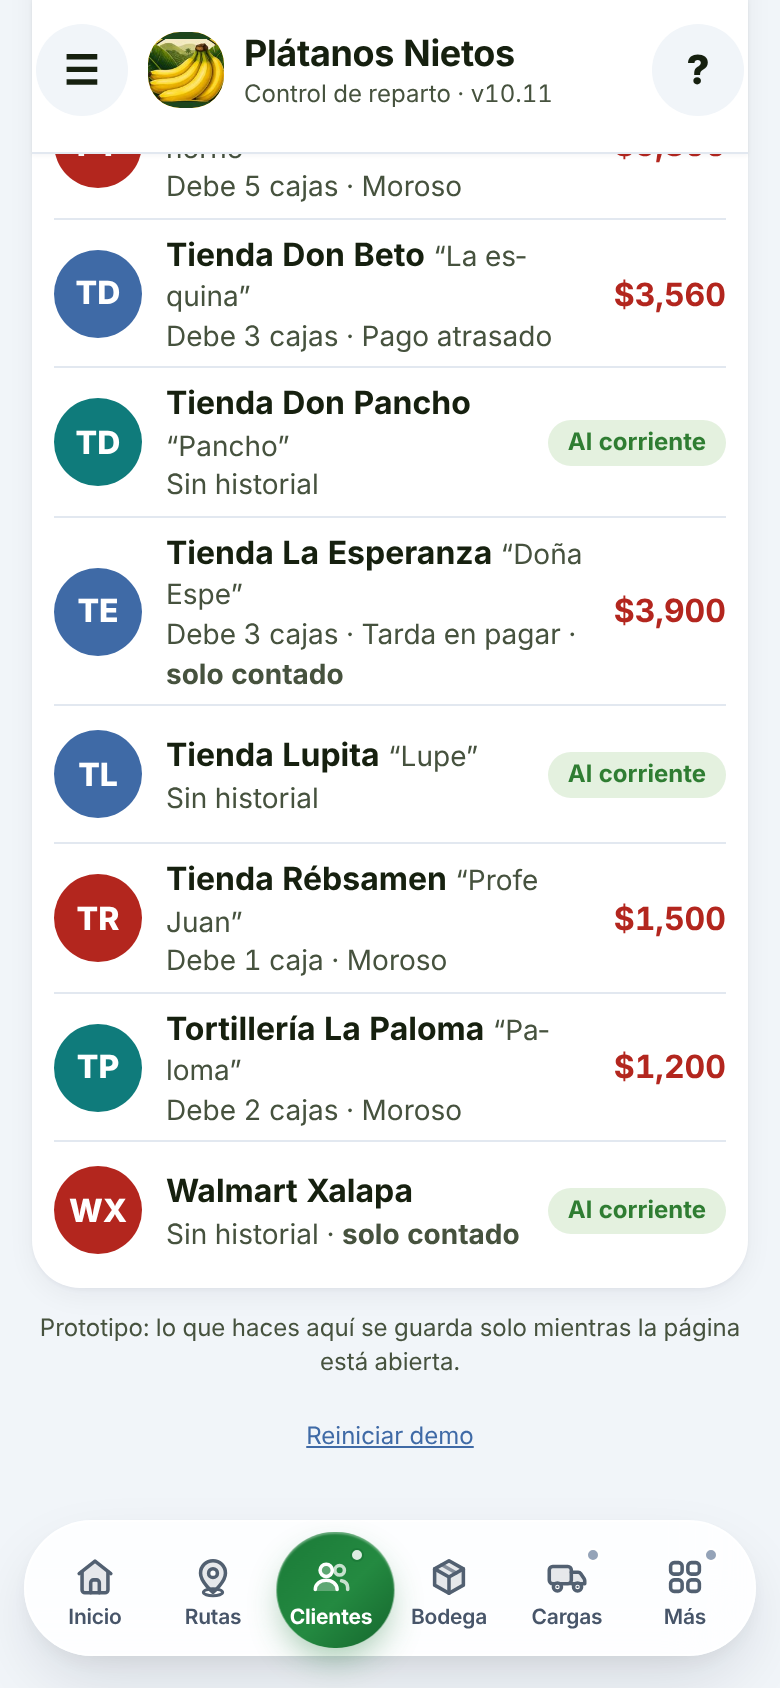 ☰
Plátanos Nietos
Control de reparto · v10.11
?
Debe 5 cajas · Moroso
TD
Tienda Don Beto “La es-
quina”
Debe 3 cajas · Pago atrasado
$3,560
TD
Tienda Don Pancho
“Pancho”
Sin historial
Al corriente
TE
Tienda La Esperanza “Doña
Espe”
Debe 3 cajas · Tarda en pagar ·
solo contado
$3,900
TL
Tienda Lupita “Lupe”
Sin historial
Al corriente
TR
Tienda Rébsamen “Profe
Juan”
Debe 1 caja · Moroso
$1,500
TP
Tortillería La Paloma “Pa-
loma”
Debe 2 cajas · Moroso
$1,200
WX
Walmart Xalapa
Sin historial · solo contado
Al corriente
Prototipo: lo que haces aquí se guarda solo mientras la página
está abierta.
Reiniciar demo
Inicio
Rutas
Clientes
Bodega
Cargas
Más